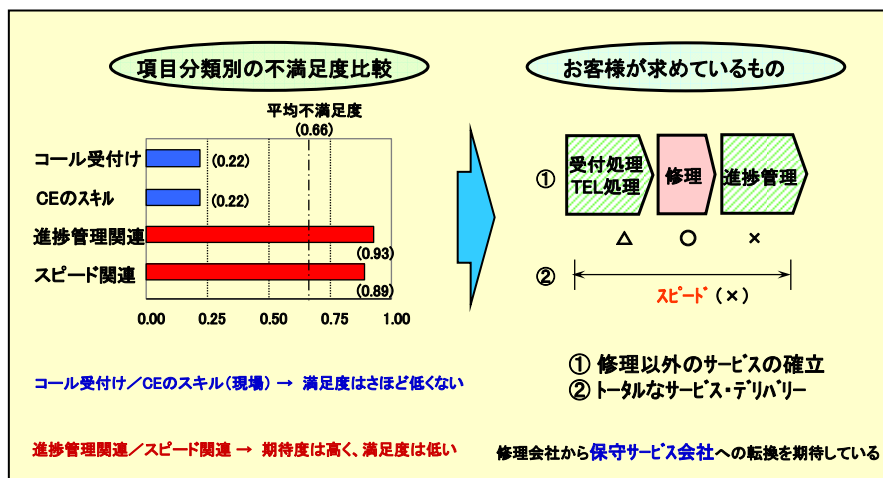 項目分類別の不満足度比較
平均不満足度
(0.66)
コール受付け
(0.22)
CEのスキル
(0.22)
進捗管理関連
(0.93)
スピード関連
(0.89)
0.00 0.25 0.50 0.75 1.00
コール受付け／CEのスキル（現場） → 満足度はさほど低くない
進捗管理関連／スピード関連 → 期待度は高く、満足度は低い
お客様が求めているもの
①
受付処理
TEL処理
修理
進捗管理
△ ○ ×
②
スピード（×）
① 修理以外のサービスの確立
② トータルなサービス・デリバリー
修理会社から保守サービス会社への転換を期待している